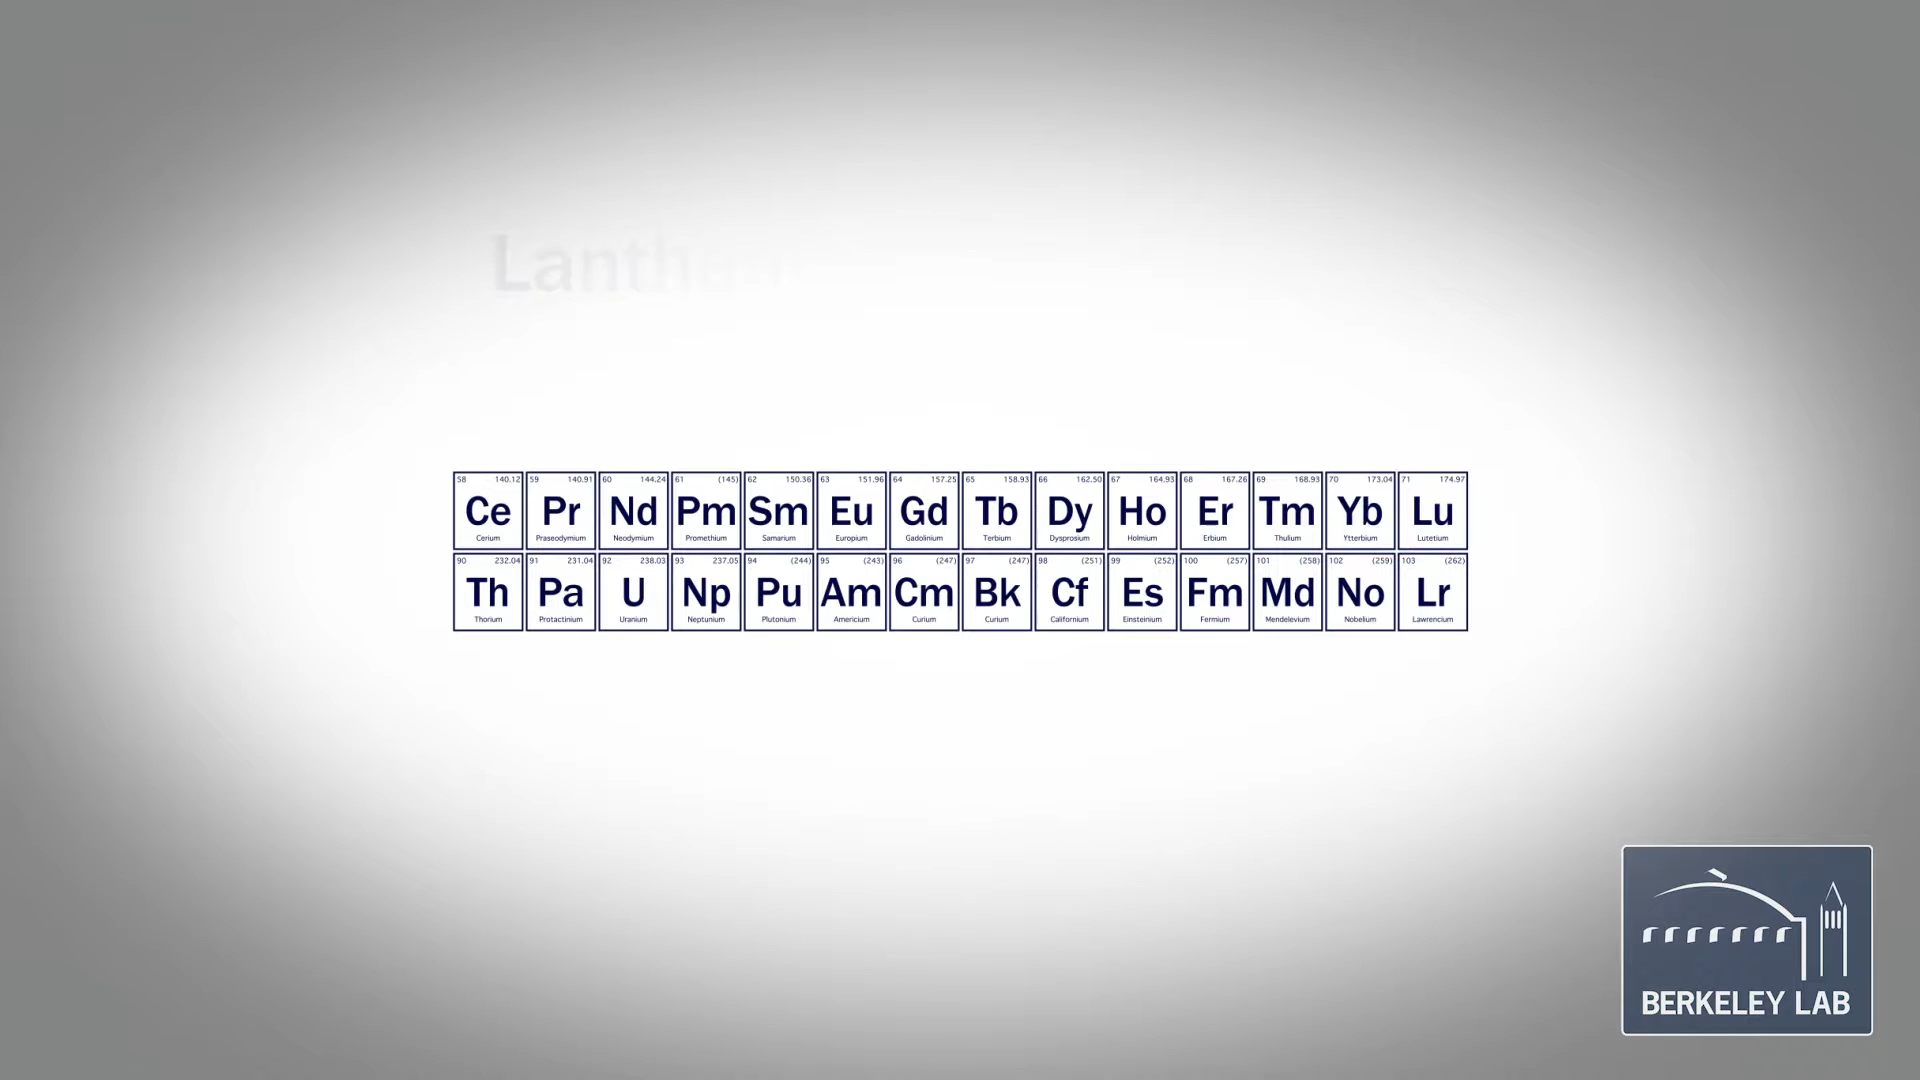 58 140.12 59 140.91 60 144.24 61 (145) 62 150.36 63 151.96 64 157.25 65 158.93 66 162.50 67 164.93 68 167.26 69 168.93 70 173.04 71 174.97
Ce Pr Nd Pm Sm Eu Gd Tb Dy Ho Er Tm Yb Lu
Cerium Praseodymium Neodymium Promethium Samarium Europium Gadolinium Terbium Dysprosium Holmium Erbium Thulium Ytterbium Lutetium
90 232.04 91 231.04 92 238.03 93 237.05 94 (244) 95 (243) 96 (247) 97 (247) 98 (251) 99 (252) 100 (257) 101 (258) 102 (259) 103 (262)
Th Pa U Np Pu Am Cm Bk Cf Es Fm Md No Lr
Thorium Protactinium Uranium Neptunium Plutonium Americium Curium Curium Californium Einsteinium Fermium Mendelevium Nobelium Lawrencium
BERKELEY LAB